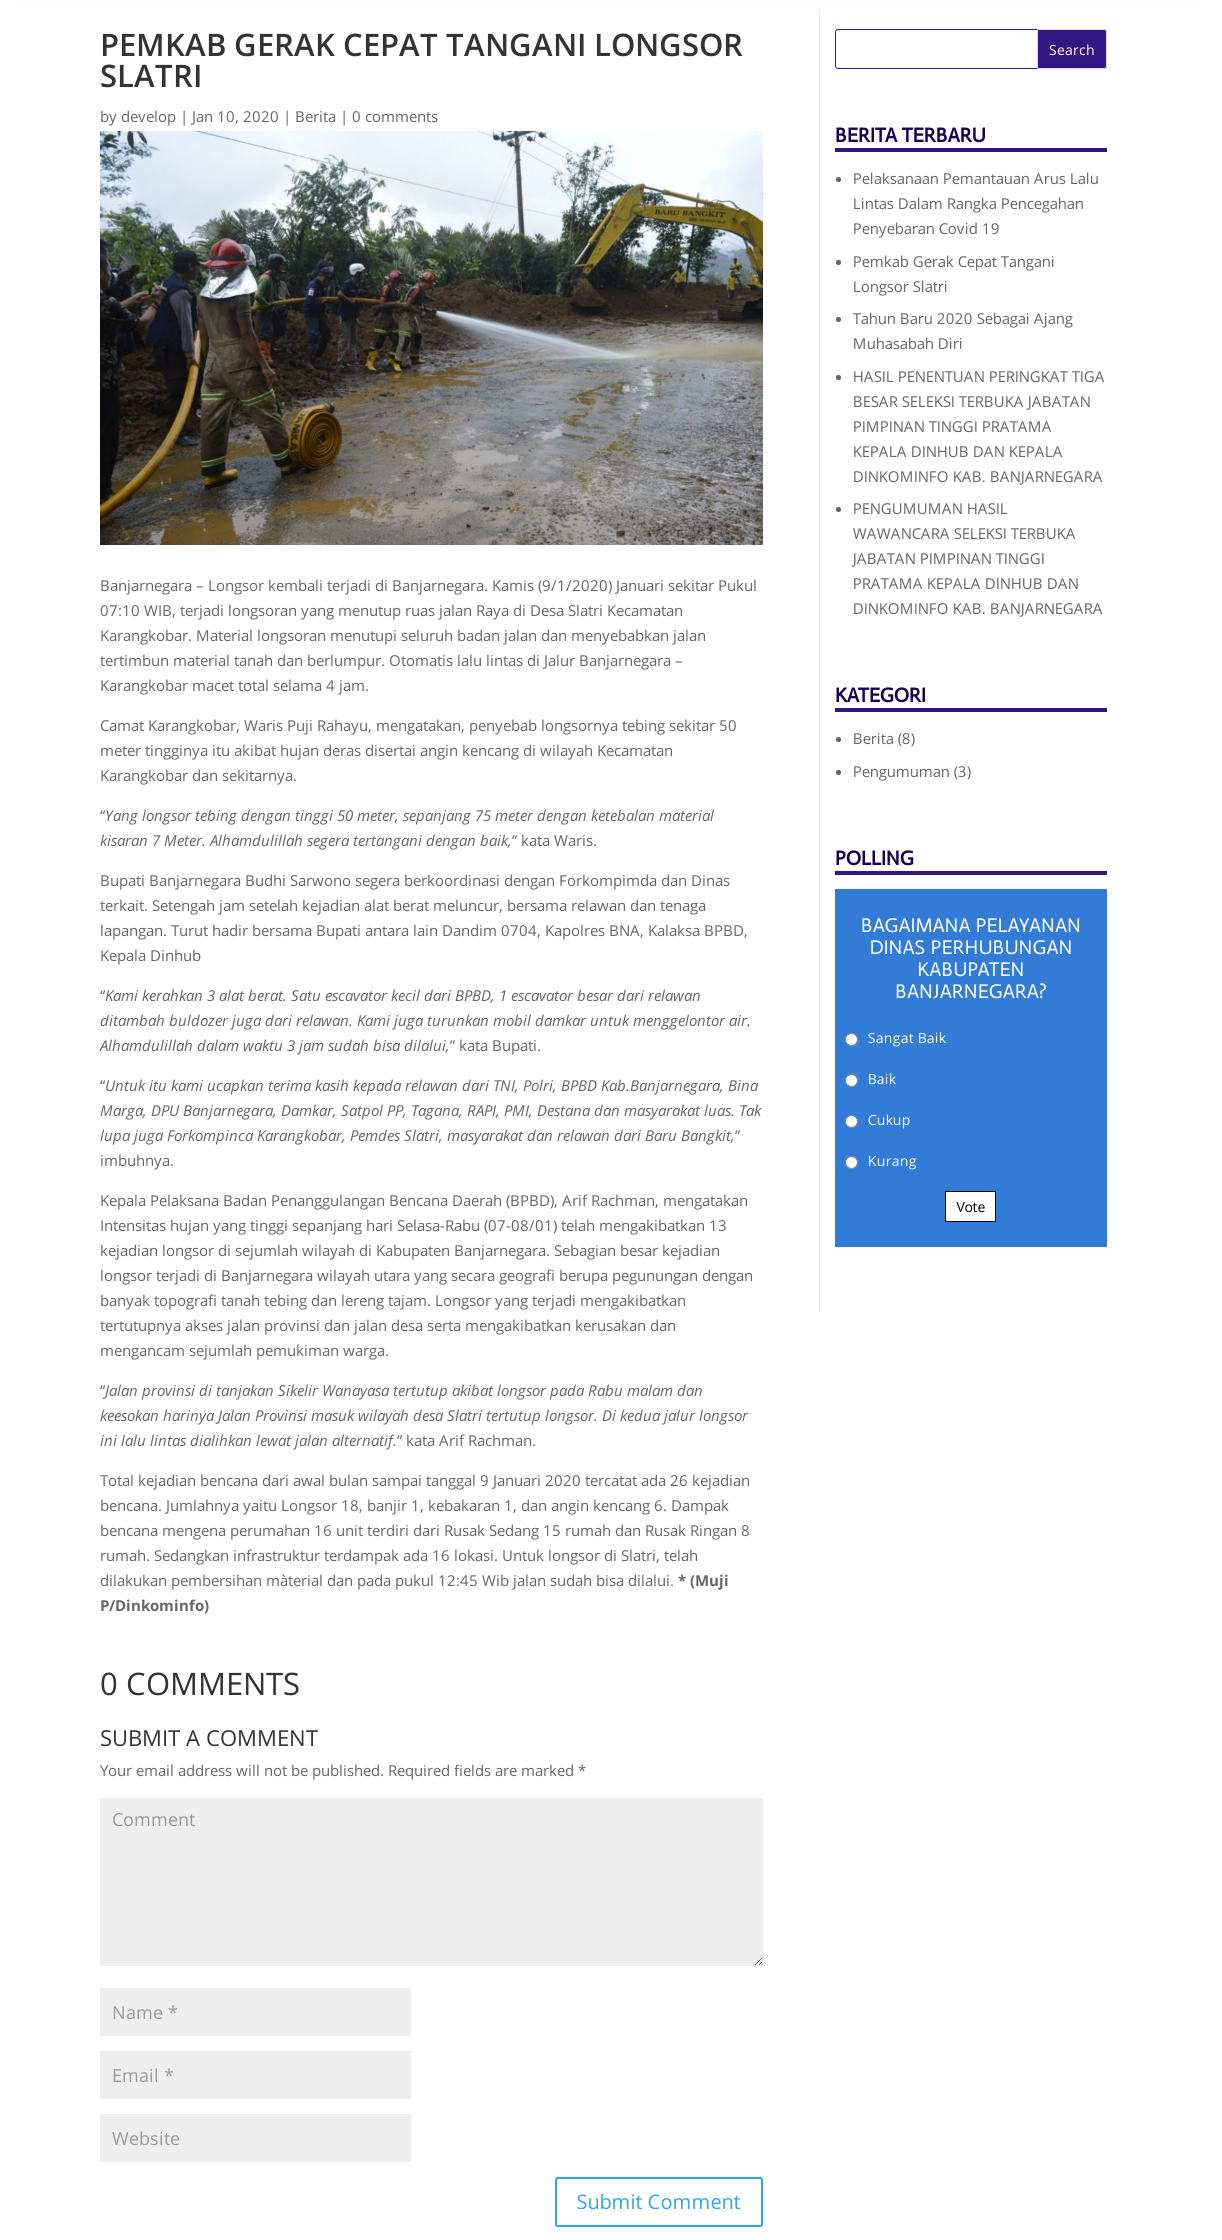 PEMKAB GERAK CEPAT TANGANI LONGSOR
SLATRI
by develop | Jan 10, 2020 | Berita | 0 comments
BARU BANGKIT
Banjarnegara – Longsor kembali terjadi di Banjarnegara. Kamis (9/1/2020) Januari sekitar Pukul
07:10 WIB, terjadi longsoran yang menutup ruas jalan Raya di Desa Slatri Kecamatan
Karangkobar. Material longsoran menutupi seluruh badan jalan dan menyebabkan jalan
tertimbun material tanah dan berlumpur. Otomatis lalu lintas di Jalur Banjarnegara –
Karangkobar macet total selama 4 jam.
Camat Karangkobar, Waris Puji Rahayu, mengatakan, penyebab longsornya tebing sekitar 50
meter tingginya itu akibat hujan deras disertai angin kencang di wilayah Kecamatan
Karangkobar dan sekitarnya.
“Yang longsor tebing dengan tinggi 50 meter, sepanjang 75 meter dengan ketebalan material
kisaran 7 Meter. Alhamdulillah segera tertangani dengan baik,” kata Waris.
Bupati Banjarnegara Budhi Sarwono segera berkoordinasi dengan Forkompimda dan Dinas
terkait. Setengah jam setelah kejadian alat berat meluncur, bersama relawan dan tenaga
lapangan. Turut hadir bersama Bupati antara lain Dandim 0704, Kapolres BNA, Kalaksa BPBD,
Kepala Dinhub
“Kami kerahkan 3 alat berat. Satu escavator kecil dari BPBD, 1 escavator besar dari relawan
ditambah buldozer juga dari relawan. Kami juga turunkan mobil damkar untuk menggelontor air.
Alhamdulillah dalam waktu 3 jam sudah bisa dilalui,” kata Bupati.
“Untuk itu kami ucapkan terima kasih kepada relawan dari TNI, Polri, BPBD Kab.Banjarnegara, Bina
Marga, DPU Banjarnegara, Damkar, Satpol PP, Tagana, RAPI, PMI, Destana dan masyarakat luas. Tak
lupa juga Forkompinca Karangkobar, Pemdes Slatri, masyarakat dan relawan dari Baru Bangkit,”
imbuhnya.
Kepala Pelaksana Badan Penanggulangan Bencana Daerah (BPBD), Arif Rachman, mengatakan
Intensitas hujan yang tinggi sepanjang hari Selasa-Rabu (07-08/01) telah mengakibatkan 13
kejadian longsor di sejumlah wilayah di Kabupaten Banjarnegara. Sebagian besar kejadian
longsor terjadi di Banjarnegara wilayah utara yang secara geografi berupa pegunungan dengan
banyak topografi tanah tebing dan lereng tajam. Longsor yang terjadi mengakibatkan
tertutupnya akses jalan provinsi dan jalan desa serta mengakibatkan kerusakan dan
mengancam sejumlah pemukiman warga.
“Jalan provinsi di tanjakan Sikelir Wanayasa tertutup akibat longsor pada Rabu malam dan
keesokan harinya Jalan Provinsi masuk wilayah desa Slatri tertutup longsor. Di kedua jalur longsor
ini lalu lintas dialihkan lewat jalan alternatif.” kata Arif Rachman.
Total kejadian bencana dari awal bulan sampai tanggal 9 Januari 2020 tercatat ada 26 kejadian
bencana. Jumlahnya yaitu Longsor 18, banjir 1, kebakaran 1, dan angin kencang 6. Dampak
bencana mengena perumahan 16 unit terdiri dari Rusak Sedang 15 rumah dan Rusak Ringan 8
rumah. Sedangkan infrastruktur terdampak ada 16 lokasi. Untuk longsor di Slatri, telah
dilakukan pembersihan màterial dan pada pukul 12:45 Wib jalan sudah bisa dilalui. * (Muji
P/Dinkominfo)
0 COMMENTS
SUBMIT A COMMENT
Your email address will not be published. Required fields are marked *
Comment
Name *
Email *
Website
Submit Comment
Search
BERITA TERBARU
Pelaksanaan Pemantauan Arus Lalu
Lintas Dalam Rangka Pencegahan
Penyebaran Covid 19
Pemkab Gerak Cepat Tangani
Longsor Slatri
Tahun Baru 2020 Sebagai Ajang
Muhasabah Diri
HASIL PENENTUAN PERINGKAT TIGA
BESAR SELEKSI TERBUKA JABATAN
PIMPINAN TINGGI PRATAMA
KEPALA DINHUB DAN KEPALA
DINKOMINFO KAB. BANJARNEGARA
PENGUMUMAN HASIL
WAWANCARA SELEKSI TERBUKA
JABATAN PIMPINAN TINGGI
PRATAMA KEPALA DINHUB DAN
DINKOMINFO KAB. BANJARNEGARA
KATEGORI
Berita (8)
Pengumuman (3)
POLLING
BAGAIMANA PELAYANAN
DINAS PERHUBUNGAN
KABUPATEN
BANJARNEGARA?
Sangat Baik
Baik
Cukup
Kurang
Vote